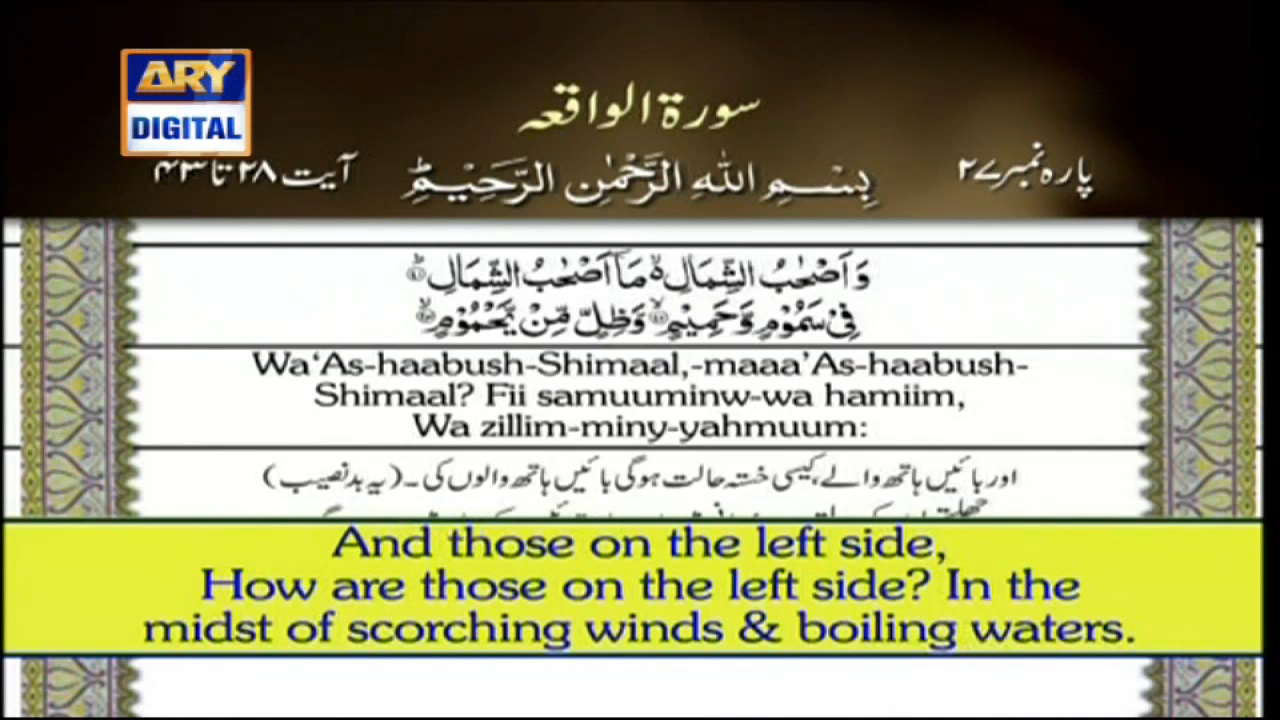 ARY
DIGITAL
سورة الواقعہ
پارہ نمبر ۲۷
بِسْمِ اللهِ الرَّحْمٰنِ الرَّحِيْمِ
آیت ۲۸ تا ۴۳
وَ اَصْحٰبُ الشِّمَالِ ۙ مَاۤ اَصْحٰبُ الشِّمَالِ ؕ
فِیْ سَمُوْمٍ وَّ حَمِیْمٍ ۙ وَّ ظِلٍّ مِّنْ یَّحْمُوْمٍ ۙ
Wa‘As-haabush-Shimaal,-maaa’As-haabush-
Shimaal? Fii samuuminw-wa hamiim,
Wa zillim-miny-yahmuum:
اور بائیں ہاتھ والے، کیسی خستہ حالت ہوگی بائیں ہاتھ والوں کی۔ (یہ بدنصیب)
And those on the left side,
How are those on the left side? In the
midst of scorching winds & boiling waters.